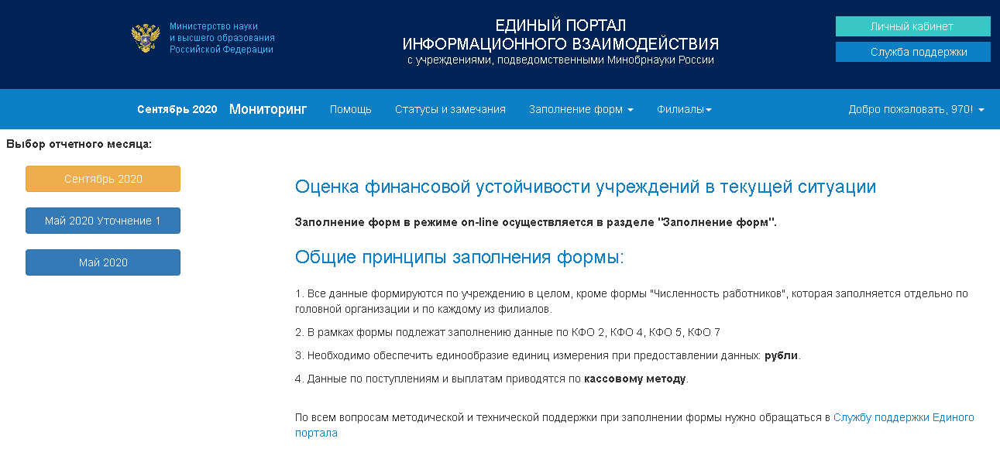 Министерство науки
и высшего образования
Российской Федерации
ЕДИНЫЙ ПОРТАЛ
ИНФОРМАЦИОННОГО ВЗАИМОДЕЙСТВИЯ
с учреждениями, подведомственными Минобрнауки России
Личный кабинет
Служба поддержки
Сентябрь 2020 Мониторинг Помощь Статусы и замечания Заполнение форм Филиалы Добро пожаловать, 970!
Выбор отчетного месяца:
Сентябрь 2020
Май 2020 Уточнение 1
Май 2020
Оценка финансовой устойчивости учреждений в текущей ситуации
Заполнение форм в режиме on-line осуществляется в разделе "Заполнение форм".
Общие принципы заполнения формы:
1. Все данные формируются по учреждению в целом, кроме формы "Численность работников", которая заполняется отдельно по
головной организации и по каждому из филиалов.
2. В рамках формы подлежат заполнению данные по КФО 2, КФО 4, КФО 5, КФО 7
3. Необходимо обеспечить единообразие единиц измерения при предоставлении данных: рубли.
4. Данные по поступлениям и выплатам приводятся по кассовому методу.
По всем вопросам методической и технической поддержки при заполнении формы нужно обращаться в Службу поддержки Единого
портала